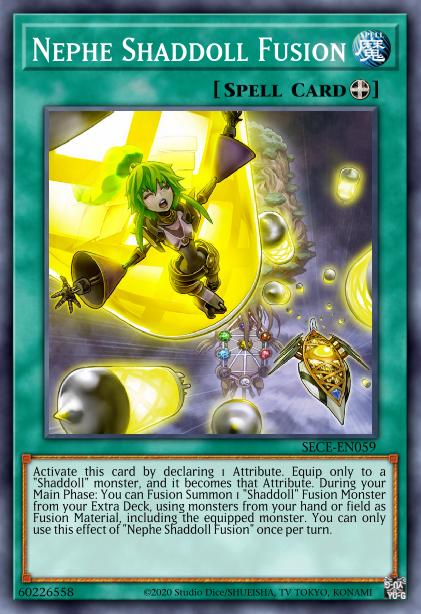 NEPHE SHADDOLL FUSION
SPELL
魔
[SPELL CARD]
SECE-EN059
Activate this card by declaring 1 Attribute. Equip only to a
"Shaddoll" monster, and it becomes that Attribute. During your
Main Phase: You can Fusion Summon 1 "Shaddoll" Fusion Monster
from your Extra Deck, using monsters from your hand or field as
Fusion Material, including the equipped monster. You can only
use this effect of "Nephe Shaddoll Fusion" once per turn.
60226558
©2020 Studio Dice/SHUEISHA, TV TOKYO, KONAMI